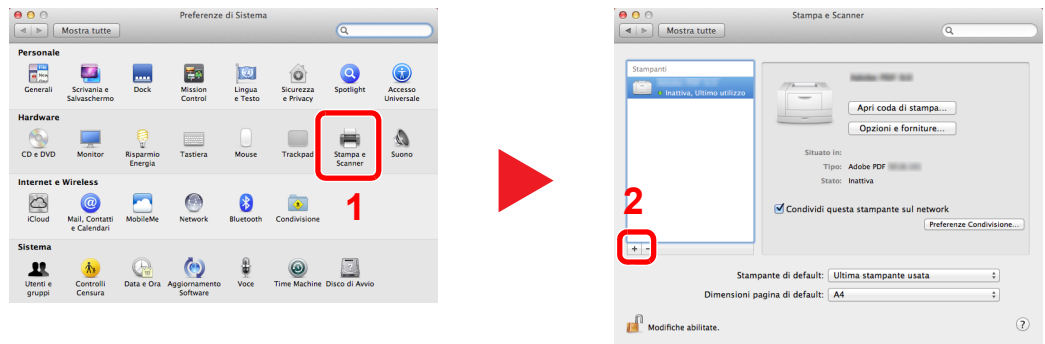 Preferenze di Sistema
Mostra tutte
Personale
Generali
Scrivania e Salvaschermo
Dock
Mission Control
Lingua e Testo
Sicurezza e Privacy
Spotlight
Accesso Universale
Hardware
CD e DVD
Monitor
Risparmio Energia
Tastiera
Mouse
Trackpad
Stampa e Scanner
Suono
Internet e Wireless
iCloud
Mail, Contatti e Calendari
MobileMe
Network
Bluetooth
Condivisione
1
Sistema
Utenti e gruppi
Controlli Censura
Data e Ora
Aggiornamento Software
Voce
Time Machine
Disco di Avvio
Stampa e Scanner
Mostra tutte
Stampanti
Inattiva, Ultimo utilizzo
Apri coda di stampa...
Opzioni e forniture...
Situato in:
Tipo: Adobe PDF
Stato: Inattiva
2
Condividi questa stampante sul network
Preferenze Condivisione...
+ -
Stampante di default: Ultima stampante usata
Dimensioni pagina di default: A4
Modifiche abilitate.
?